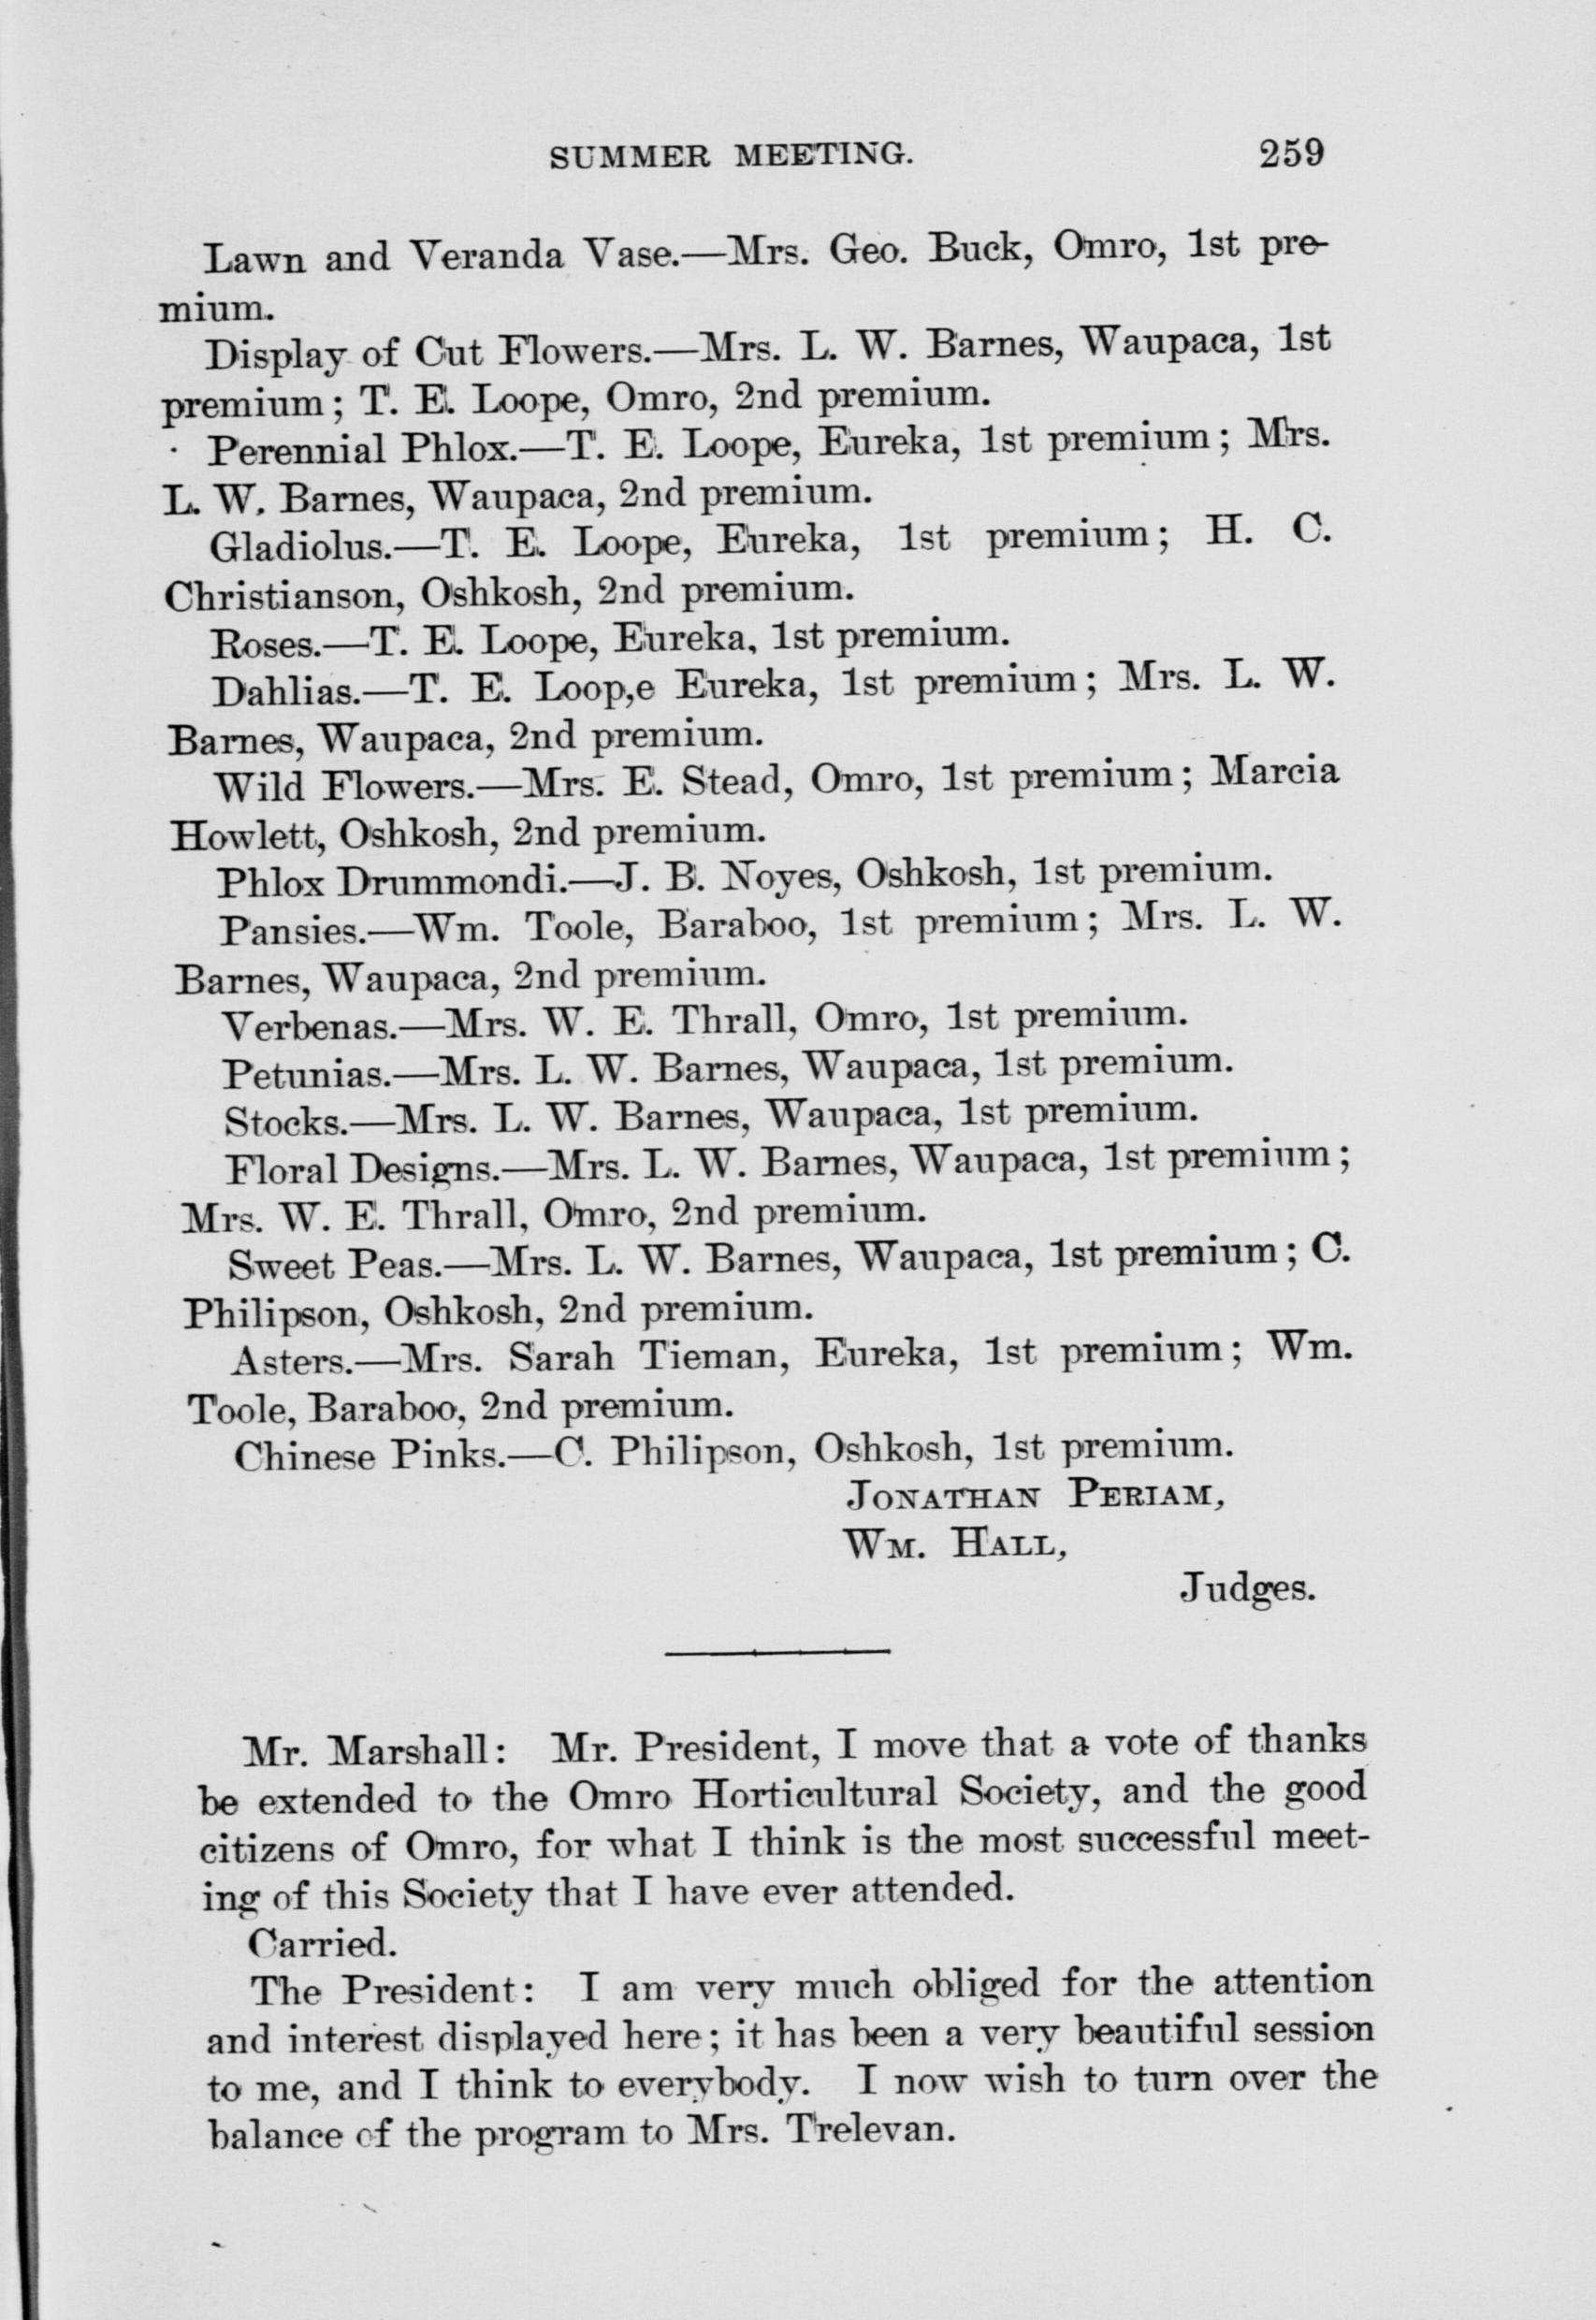 SUMMER MEETING. 259
Lawn and Veranda Vase.—Mrs. Geo. Buck, Omro, 1st pre-
mium.
Display of Cut Flowers.—Mrs. L. W. Barnes, Waupaca, 1st
premium; T. E. Loope, Omro, 2nd premium.
Perennial Phlox.—T. E. Loope, Eureka, 1st premium; Mrs.
L. W. Barnes, Waupaca, 2nd premium.
Gladiolus.—T. E. Loope, Eureka, 1st premium; H. C.
Christianson, Oshkosh, 2nd premium.
Roses.—T. E. Loope, Eureka, 1st premium.
Dahlias.—T. E. Loop,e Eureka, 1st premium; Mrs. L. W.
Barnes, Waupaca, 2nd premium.
Wild Flowers.—Mrs. E. Stead, Omro, 1st premium; Marcia
Howlett, Oshkosh, 2nd premium.
Phlox Drummondi.—J. B. Noyes, Oshkosh, 1st premium.
Pansies.—Wm. Toole, Baraboo, 1st premium; Mrs. L. W.
Barnes, Waupaca, 2nd premium.
Verbenas.—Mrs. W. E. Thrall, Omro, 1st premium.
Petunias.—Mrs. L. W. Barnes, Waupaca, 1st premium.
Stocks.—Mrs. L. W. Barnes, Waupaca, 1st premium.
Floral Designs.—Mrs. L. W. Barnes, Waupaca, 1st premium;
Mrs. W. E. Thrall, Omro, 2nd premium.
Sweet Peas.—Mrs. L. W. Barnes, Waupaca, 1st premium; C.
Philipson, Oshkosh, 2nd premium.
Asters.—Mrs. Sarah Tieman, Eureka, 1st premium; Wm.
Toole, Baraboo, 2nd premium.
Chinese Pinks.—C. Philipson, Oshkosh, 1st premium.
JONATHAN PERIAM,
WM. HALL,
Judges.
Mr. Marshall: Mr. President, I move that a vote of thanks
be extended to the Omro Horticultural Society, and the good
citizens of Omro, for what I think is the most successful meet-
ing of this Society that I have ever attended.
Carried.
The President: I am very much obliged for the attention
and interest displayed here; it has been a very beautiful session
to me, and I think to everybody. I now wish to turn over the
balance of the program to Mrs. Trelevan.